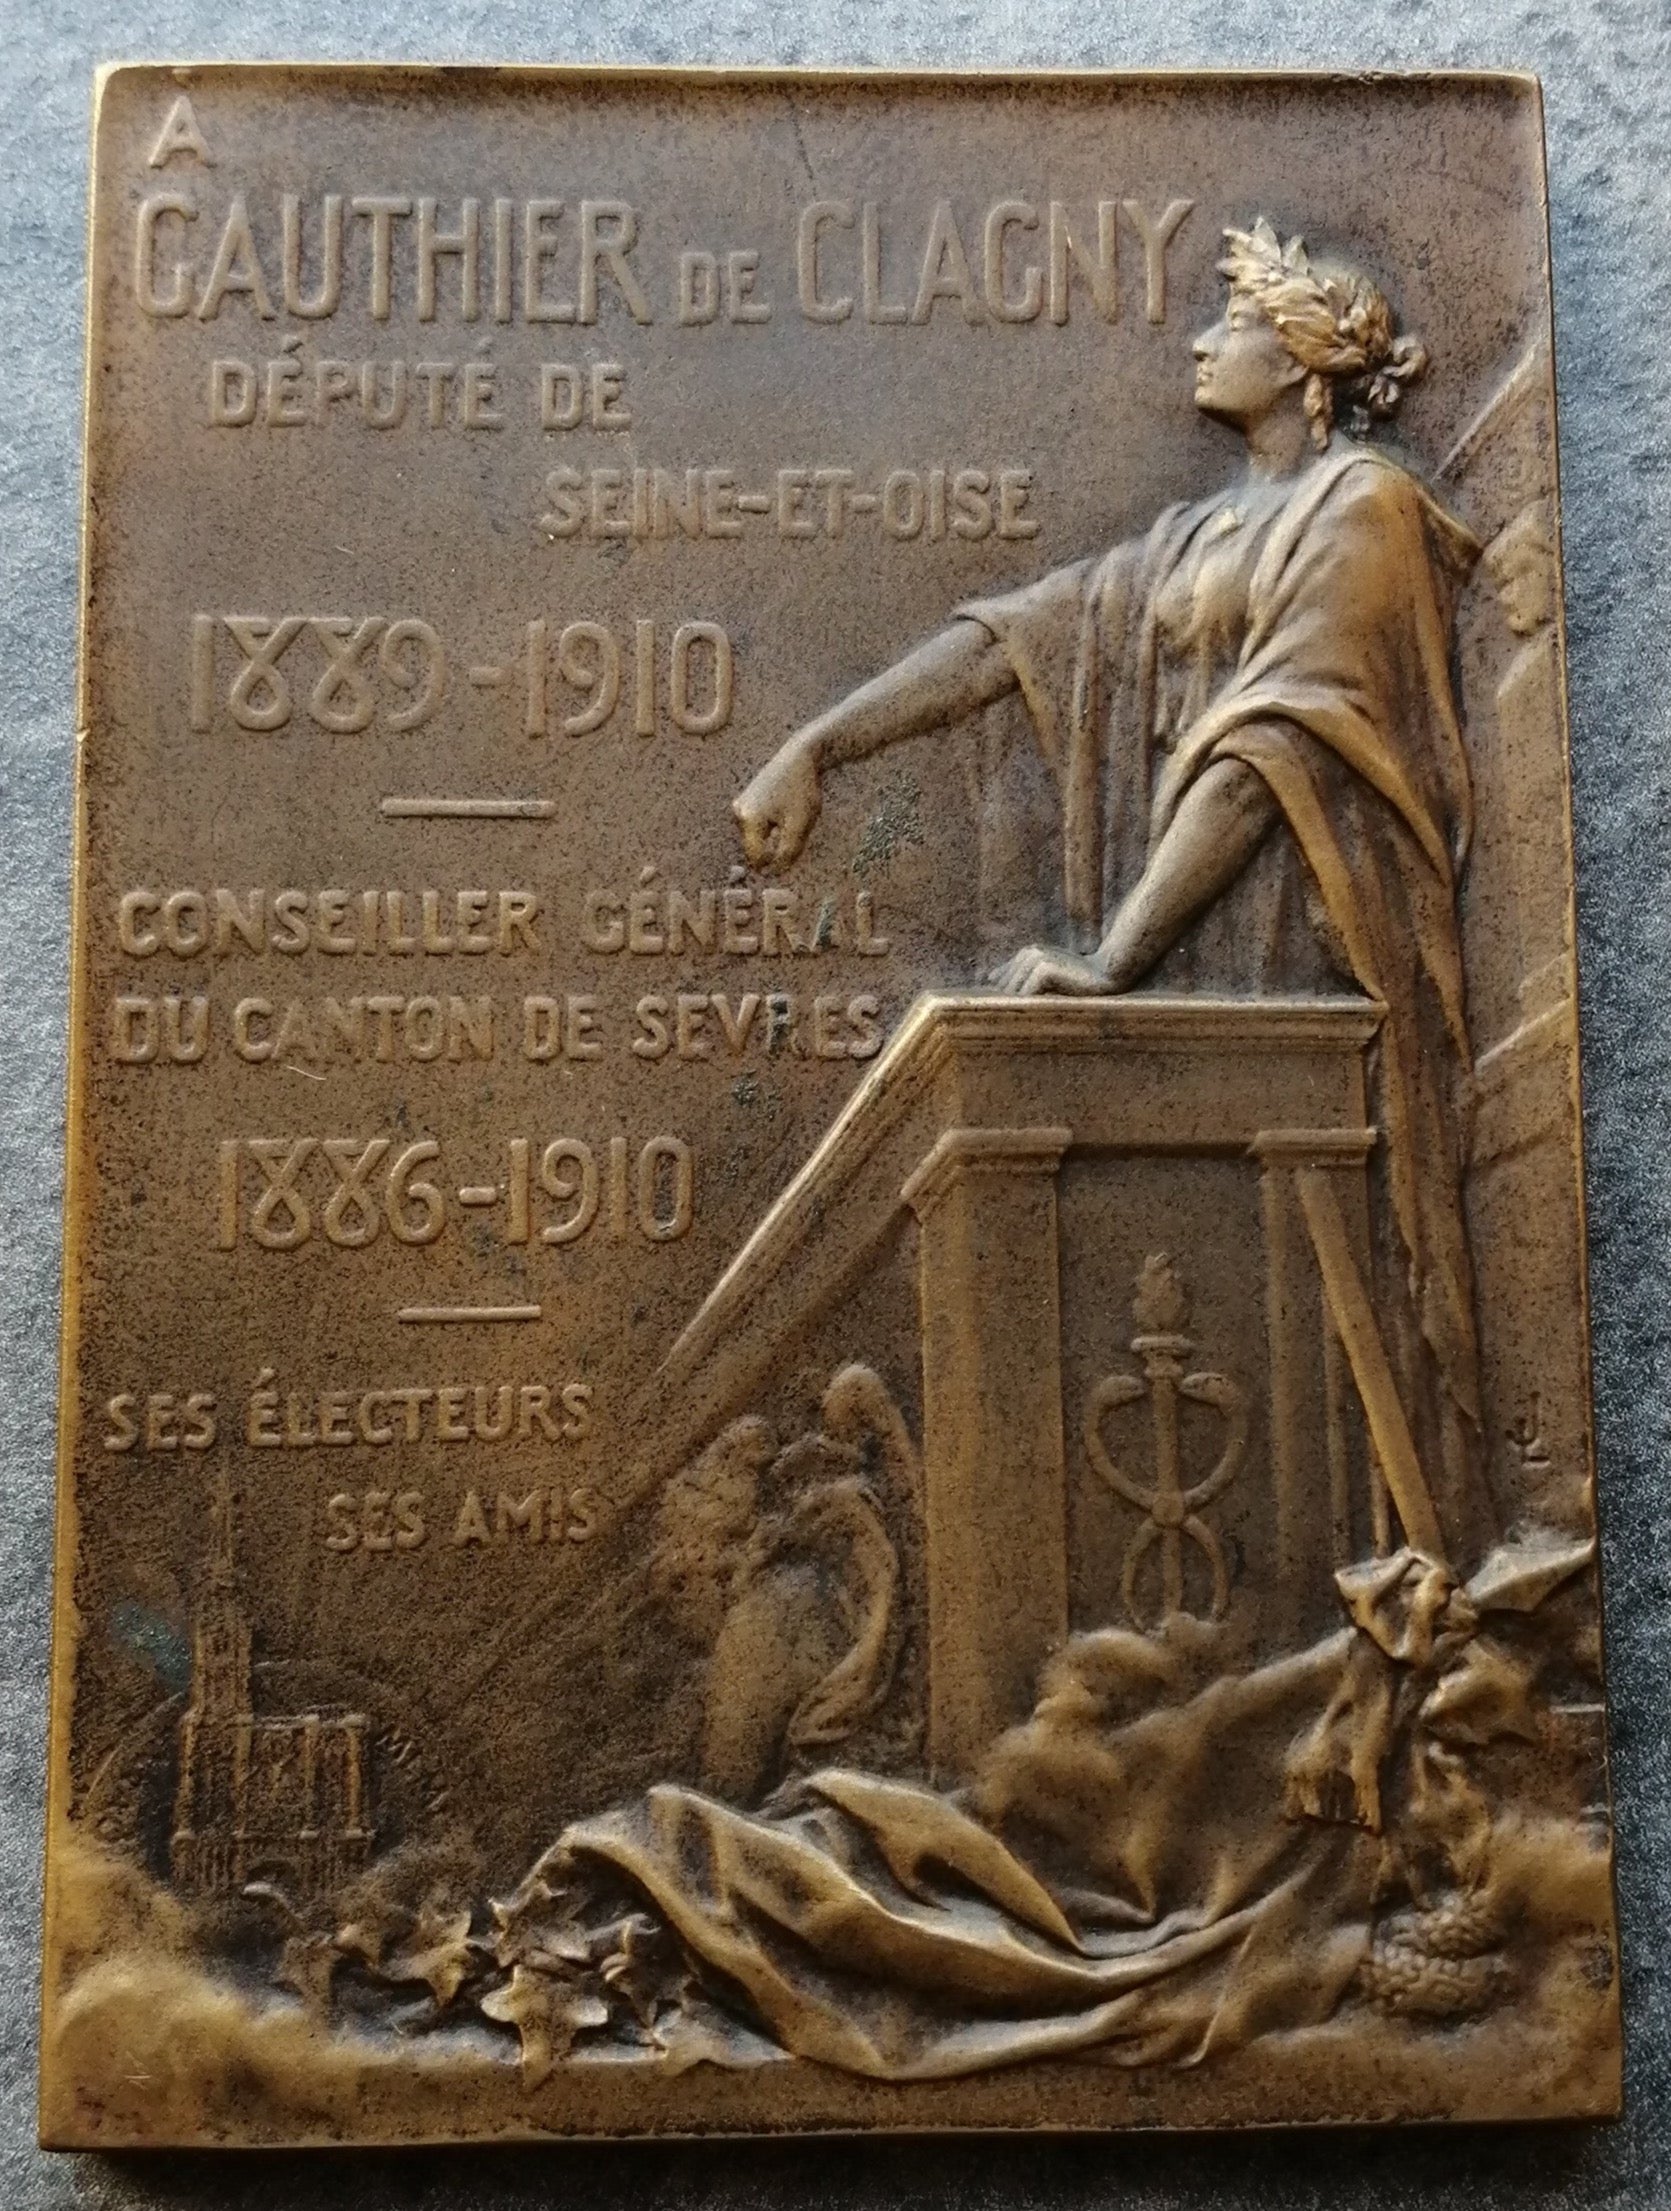 A
GAUTHIER DE CLAGNY
DÉPUTÉ DE
SEINE-ET-OISE
1889-1910
CONSEILLER GÉNÉRAL
DU CANTON DE SEVRES
1886-1910
SES ÉLECTEURS
SES AMIS